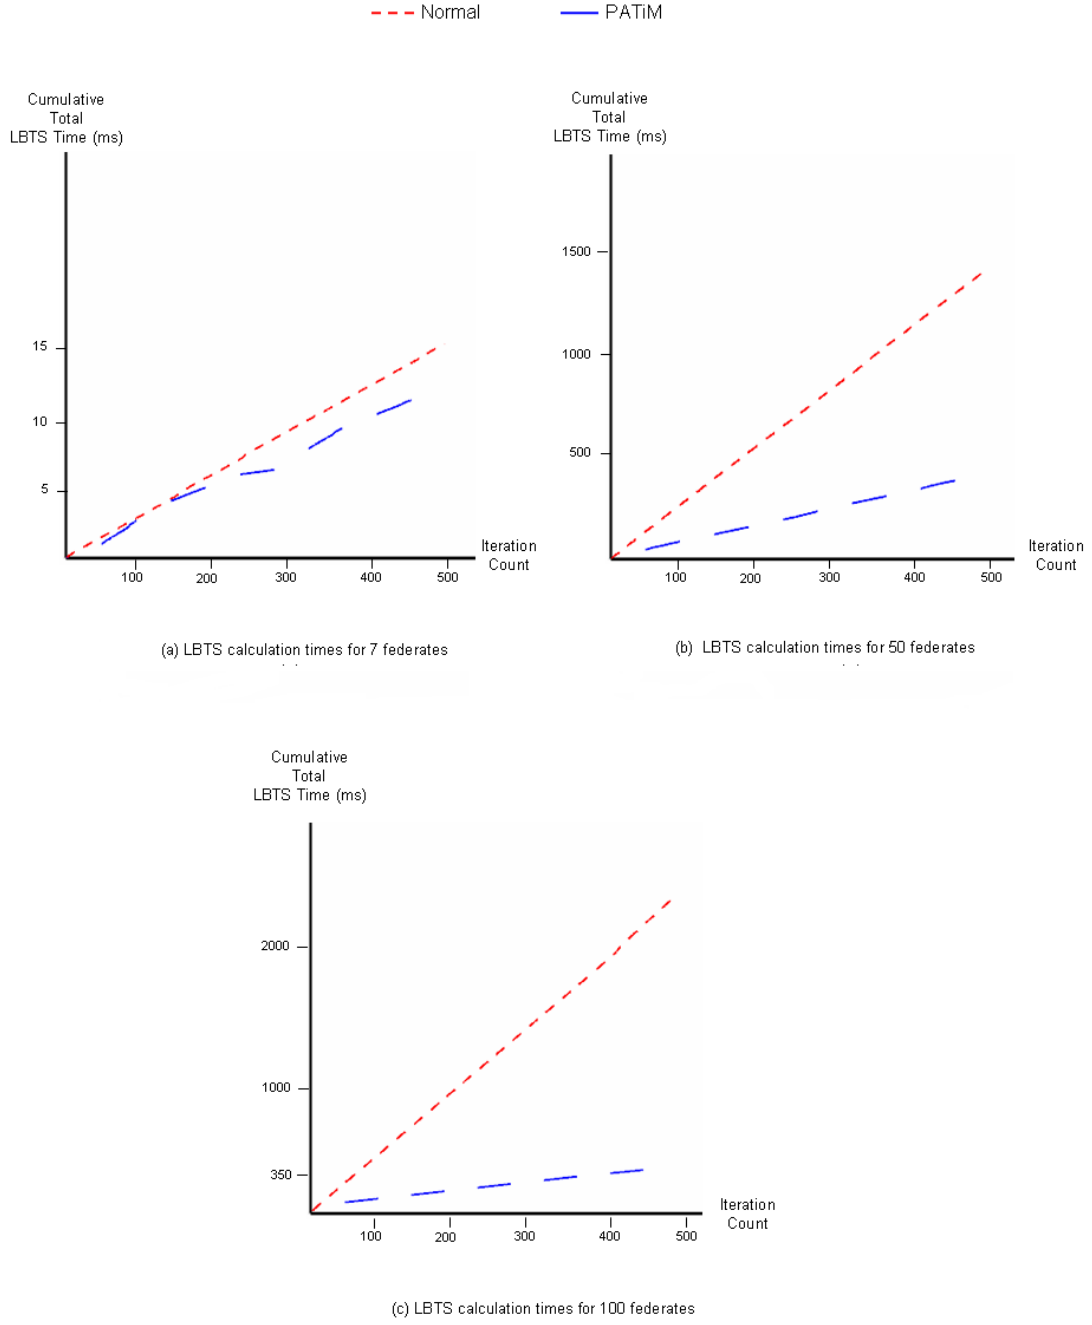 Normal PATiM
Cumulative
Total
LBTS Time (ms)
15
10
5
100 200 300 400 500
Iteration
Count
(a) LBTS calculation times for 7 federates
Cumulative
Total
LBTS Time (ms)
1500
1000
500
100 200 300 400 500
Iteration
Count
(b) LBTS calculation times for 50 federates
Cumulative
Total
LBTS Time (ms)
2000
1000
350
100 200 300 400 500
Iteration
Count
(c) LBTS calculation times for 100 federates